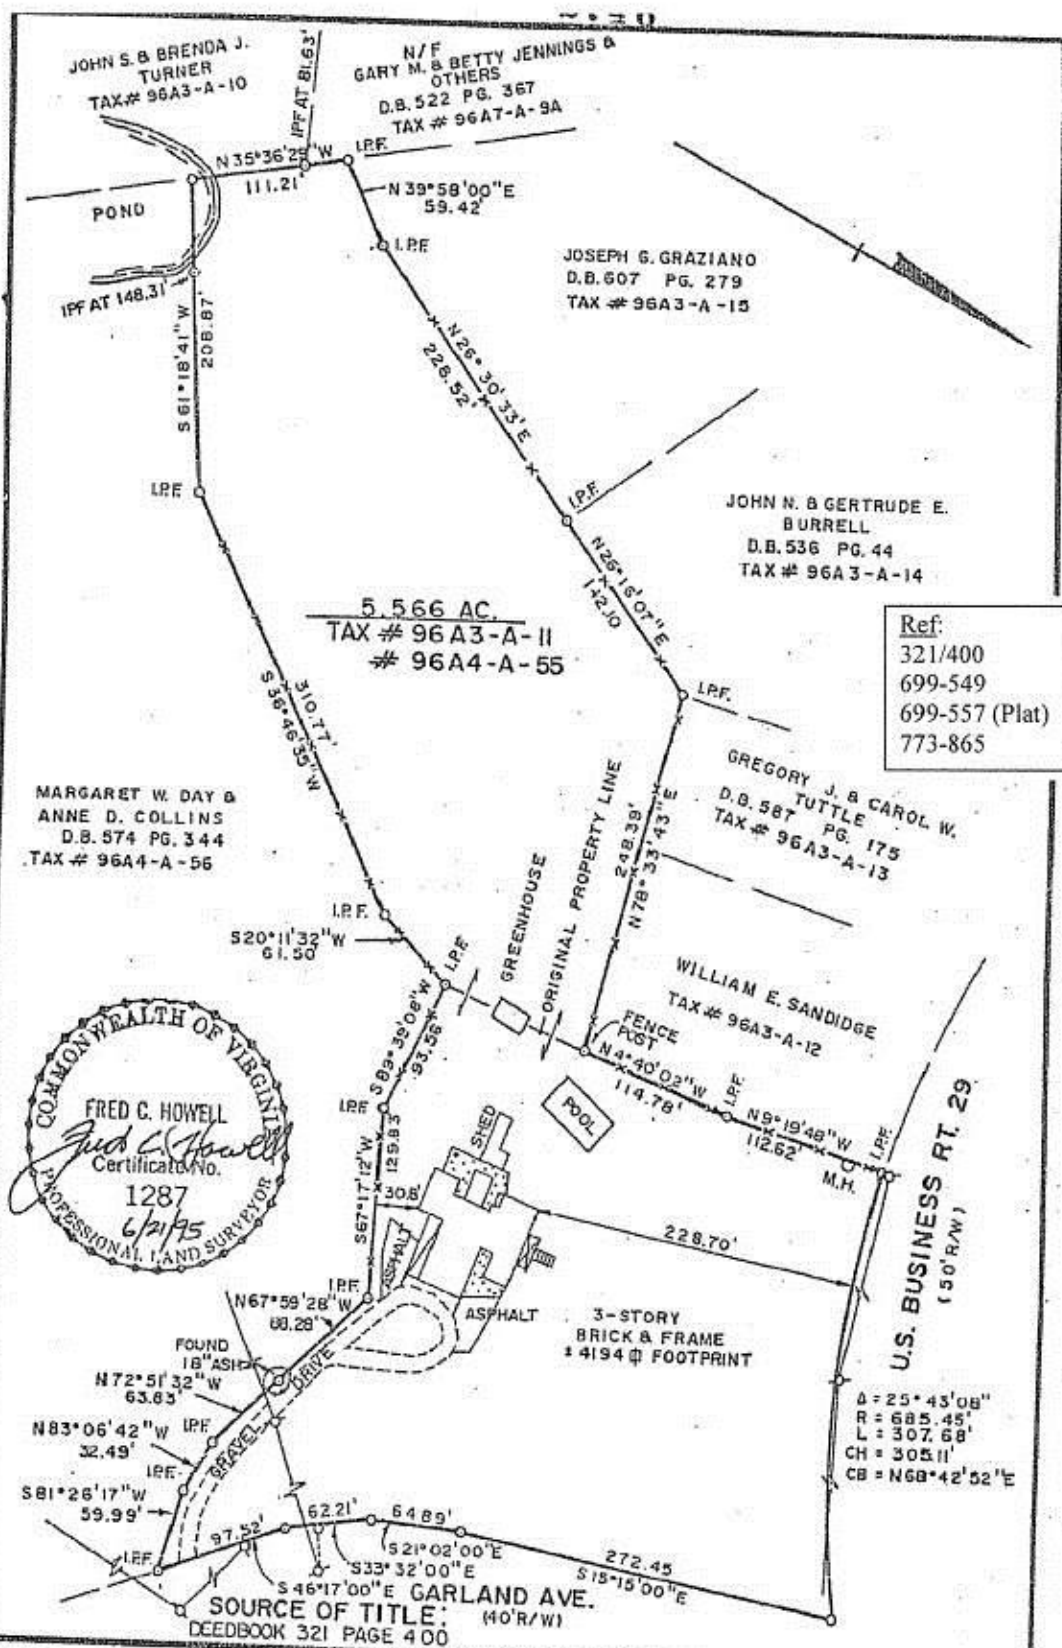 JOHN S. & BRENDA J.
TURNER
TAX# 96A3-A-10
IPF AT 81.63'
N/F
GARY M. & BETTY JENNINGS &
OTHERS
D.B. 522 PG. 367
TAX # 96A7-A-9A
N 35°36'29"W
111.21'
I.P.F.
N 39°58'00"E
59.42'
I.P.F.
POND
IPF AT 148.31'
S 61°18'41"W
208.87'
JOSEPH G. GRAZIANO
D.B. 607 PG. 279
TAX # 96A3-A-15
N 26°30'33"E
228.52'
I.P.F.
I.P.F.
JOHN N. & GERTRUDE E.
BURRELL
D.B. 536 PG. 44
TAX # 96A3-A-14
N 26°16'07"E
142.10
5.566 AC.
TAX # 96A3-A-11
# 96A4-A-55
Ref:
321/400
699-549
699-557 (Plat)
773-865
310.77'
S 36°46'35"W
I.P.F.
GREGORY J. & CAROL W.
TUTTLE
D.B. 587 PG. 175
TAX # 96A3-A-13
MARGARET W. DAY &
ANNE D. COLLINS
D.B. 574 PG. 344
TAX # 96A4-A-56
248.39'
N 78°33'43"E
I.P.F.
S20°11'32"W
61.50'
I.P.F.
GREENHOUSE
ORIGINAL PROPERTY LINE
WILLIAM E. SANDIDGE
TAX # 96A3-A-12
FENCE
POST
N 4°40'02"W
114.78'
I.P.F.
N 9°19'48"W
112.62'
I.P.F.
M.H.
S 89°39'08"W
93.56'
I.P.F.
POOL
SHED
COMMONWEALTH OF VIRGINIA
FRED C. HOWELL
Fred C. Howell
Certificate No.
1287
6/21/95
PROFESSIONAL LAND SURVEYOR
S67°17'12"W
129.83
30.8'
ASPHALT
228.70'
U.S. BUSINESS RT. 29
(50'R/W)
I.P.F.
N67°59'28"W
88.28'
ASPHALT
3-STORY
BRICK & FRAME
± 4194 FOOTPRINT
FOUND
18"ASH
DRIVE
N72°51'32"W
63.83'
I.P.F.
GRAVEL
N83°06'42"W
32.49'
I.P.F.
S81°26'17"W
59.99'
Δ = 25°43'08"
R = 685.45'
L = 307.68'
CH = 305.11'
CB = N68°42'52"E
I.P.F.
97.52'
62.21'
64.89'
S21°02'00"E
S33°32'00"E
S 46°17'00"E
272.45
S 15°15'00"E
GARLAND AVE.
(40'R/W)
SOURCE OF TITLE:
DEEDBOOK 321 PAGE 400